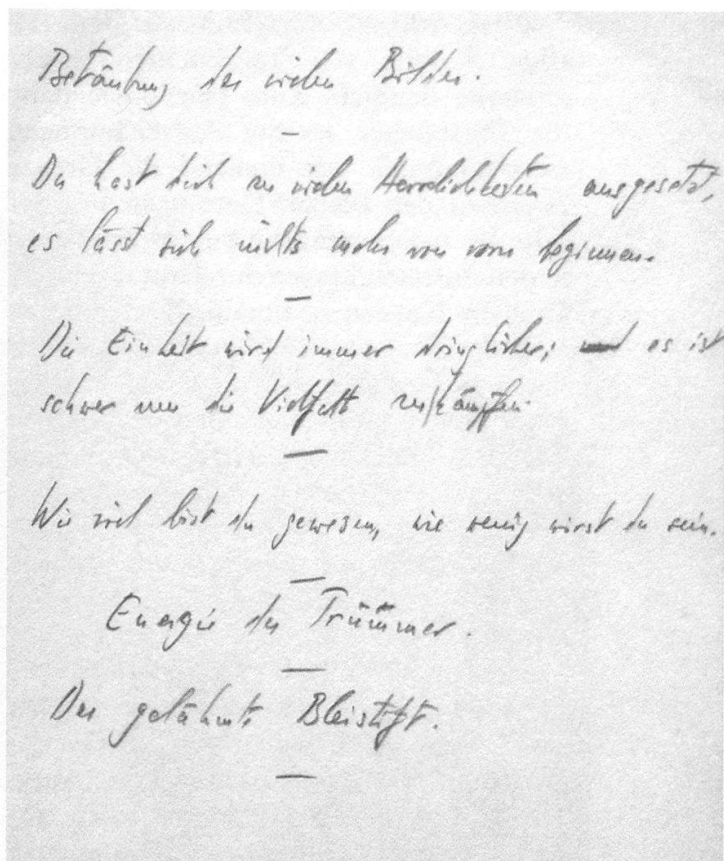 Betäubung der vielen Bilder.
—
Du hast dich zu vielen Herrlichkeiten ausgesetzt,
es lässt sich nichts mehr von vorn beginnen.
—
Die Einheit wird immer dringlicher; es ist
schwer um die Vielfalt zu kämpfen.
—
Wie viel bist du gewesen, wie wenig wirst du sein.
—
Energie der Trümmer.
—
Der gelähmte Bleistift.
—